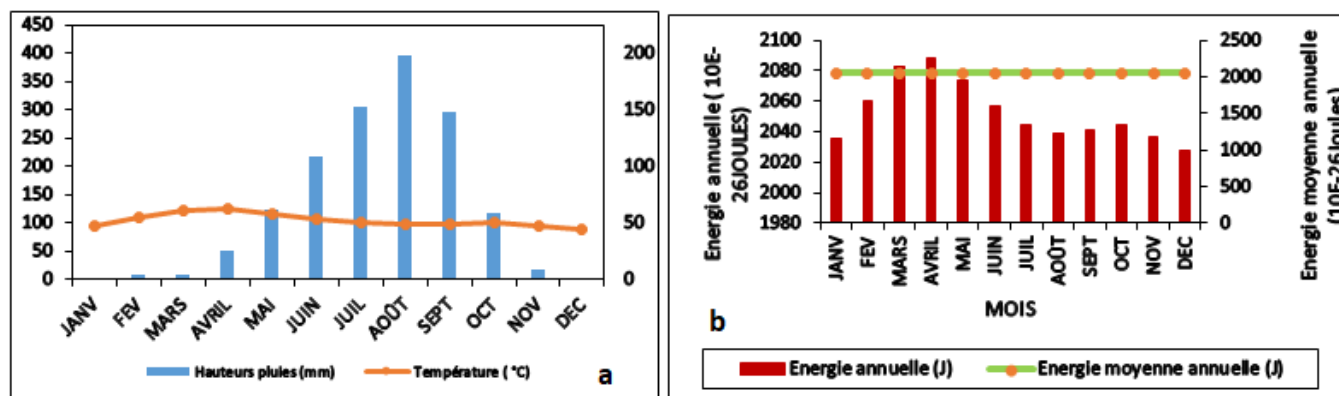 450
400
350
300
250
200
150
100
50
0
200
150
100
50
0
JANV
FEV
MARS
AVRIL
MAI
JUIN
JUIL
AOÛT
SEPT
OCT
NOV
DEC
Hauteurs pluies (mm)
Température ( °C)
a
Energie annuelle ( 10E-
26JOULES)
2100
2080
2060
2040
2020
2000
1980
2500
2000
1500
1000
500
0
Energie moyenne annuelle
(10E-26Joules)
JANV
FEV
MARS
AVRIL
MAI
JUIN
JUIL
AOÛT
SEPT
OCT
NOV
DEC
MOIS
b
Energie annuelle (J)
Energie moyenne annuelle (J)